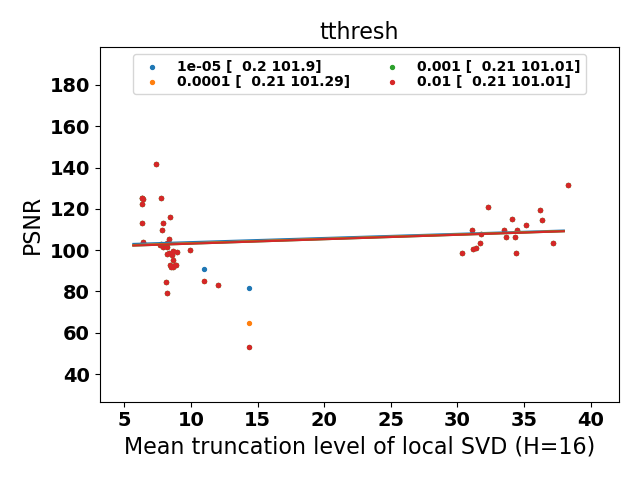 tthresh
1e-05 [  0.2 101.9]
0.0001 [  0.21 101.29]
0.001 [  0.21 101.01]
0.01 [  0.21 101.01]
180
160
140
120
100
80
60
40
PSNR
5 10 15 20 25 30 35 40
Mean truncation level of local SVD (H=16)